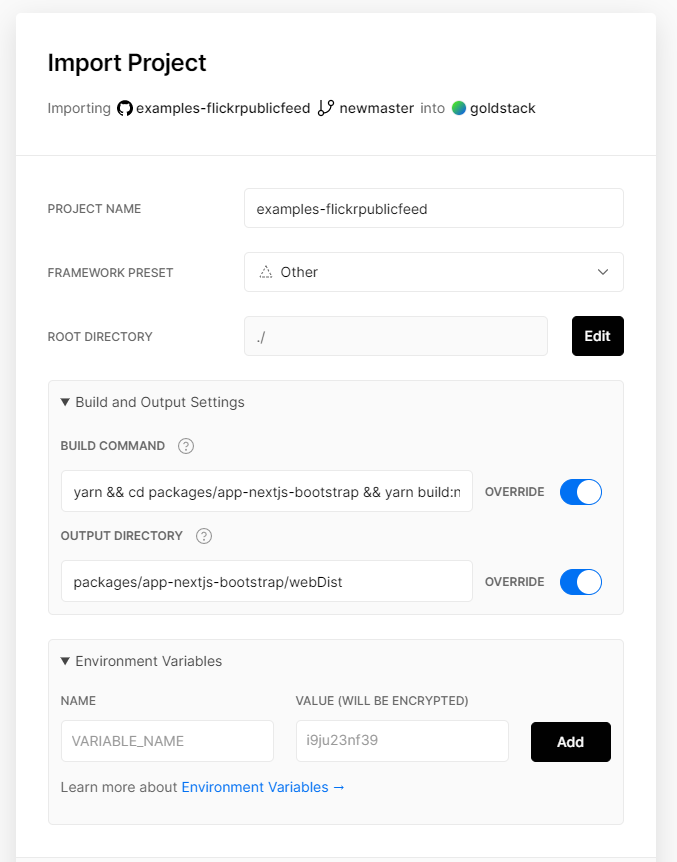 Import Project
Importing examples-flickrpublicfeed newmaster into goldstack
PROJECT NAME
examples-flickrpublicfeed
FRAMEWORK PRESET
Other
ROOT DIRECTORY
./
Edit
▼ Build and Output Settings
BUILD COMMAND ?
yarn && cd packages/app-nextjs-bootstrap && yarn build:n
OVERRIDE
OUTPUT DIRECTORY ?
packages/app-nextjs-bootstrap/webDist
OVERRIDE
▼ Environment Variables
NAME
VALUE (WILL BE ENCRYPTED)
VARIABLE_NAME
i9ju23nf39
Add
Learn more about Environment Variables →